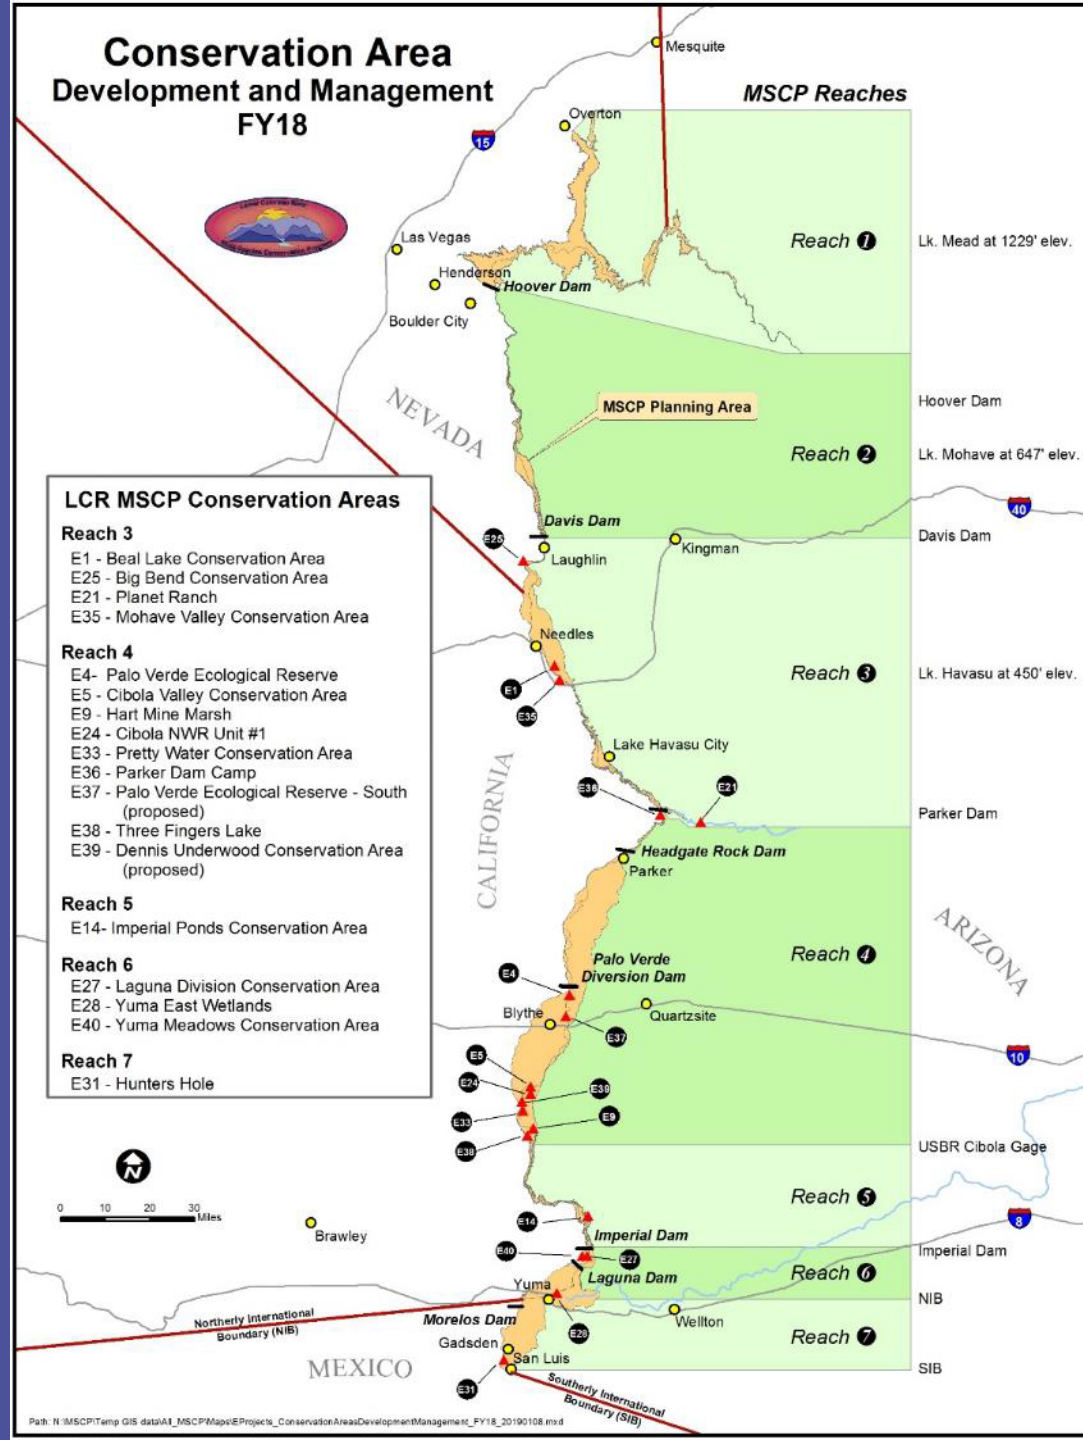 Conservation Area
Development and Management
FY18
MSCP Reaches
Mesquite
Overton
15
Reach 1
Lk. Mead at 1229' elev.
Las Vegas
Henderson
Hoover Dam
Boulder City
NEVADA
MSCP Planning Area
Hoover Dam
Reach 2
Lk. Mohave at 647' elev.
40
Davis Dam
Davis Dam
E25
Laughlin
Kingman
Needles
E1
E35
Reach 3
Lk. Havasu at 450' elev.
Lake Havasu City
CALIFORNIA
E36
E21
Parker Dam
Headgate Rock Dam
Parker
ARIZONA
Reach 4
Palo Verde
Diversion Dam
E4
Blythe
Quartzsite
E37
10
E5
E24
E39
E33
E9
E38
USBR Cibola Gage
Reach 5
E14
8
Imperial Dam
Imperial Dam
E40
E27
Laguna Dam
Reach 6
Yuma
NIB
Morelos Dam
E28
Wellton
Gadsden
Reach 7
San Luis
SIB
E31
Northerly International
Boundary (NIB)
MEXICO
Southerly International
Boundary (SIB)
LCR MSCP Conservation Areas
Reach 3
E1 - Beal Lake Conservation Area
E25 - Big Bend Conservation Area
E21 - Planet Ranch
E35 - Mohave Valley Conservation Area
Reach 4
E4- Palo Verde Ecological Reserve
E5 - Cibola Valley Conservation Area
E9 - Hart Mine Marsh
E24 - Cibola NWR Unit #1
E33 - Pretty Water Conservation Area
E36 - Parker Dam Camp
E37 - Palo Verde Ecological Reserve - South
(proposed)
E38 - Three Fingers Lake
E39 - Dennis Underwood Conservation Area
(proposed)
Reach 5
E14- Imperial Ponds Conservation Area
Reach 6
E27 - Laguna Division Conservation Area
E28 - Yuma East Wetlands
E40 - Yuma Meadows Conservation Area
Reach 7
E31 - Hunters Hole
N
0 10 20 30
Miles
Brawley
Path: N:\MSCP\Temp GIS data\All_MSCP\Maps\EProjects_ConservationAreasDevelopmentManagement_FY18_20190108.mxd